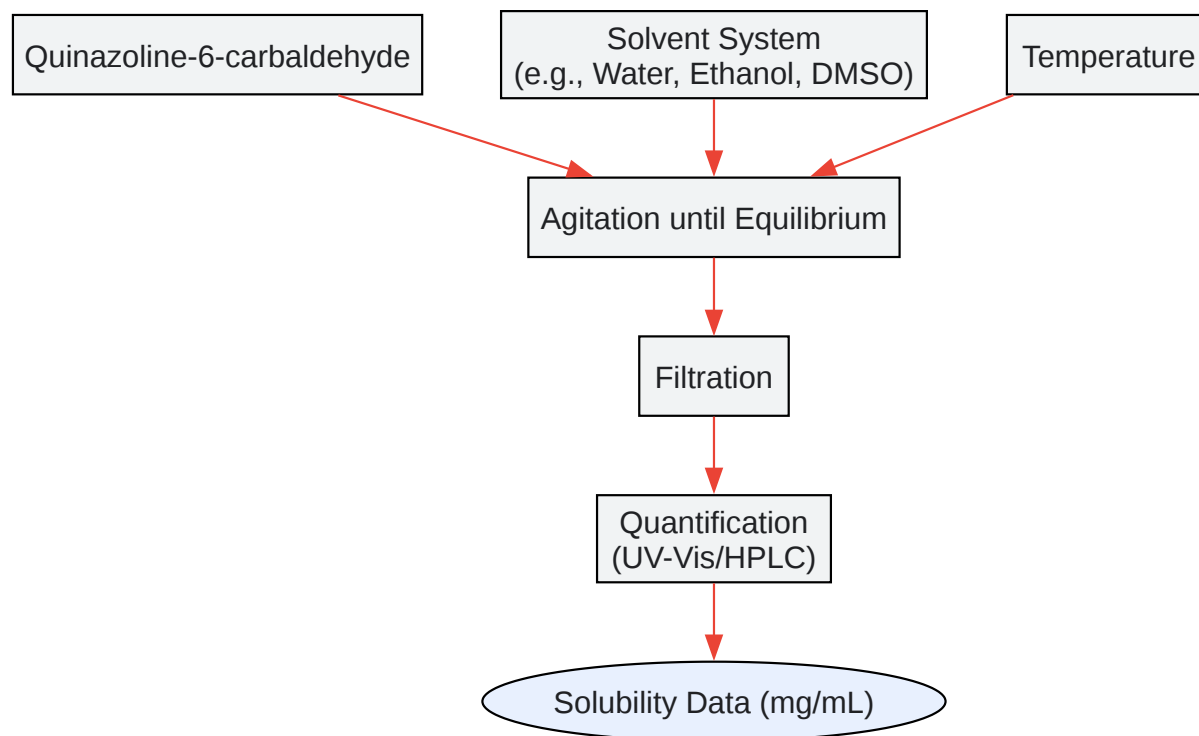 Quinazoline-6-carbaldehyde
Solvent System
(e.g., Water, Ethanol, DMSO)
Temperature
Agitation until Equilibrium
Filtration
Quantification
(UV-Vis/HPLC)
Solubility Data (mg/mL)